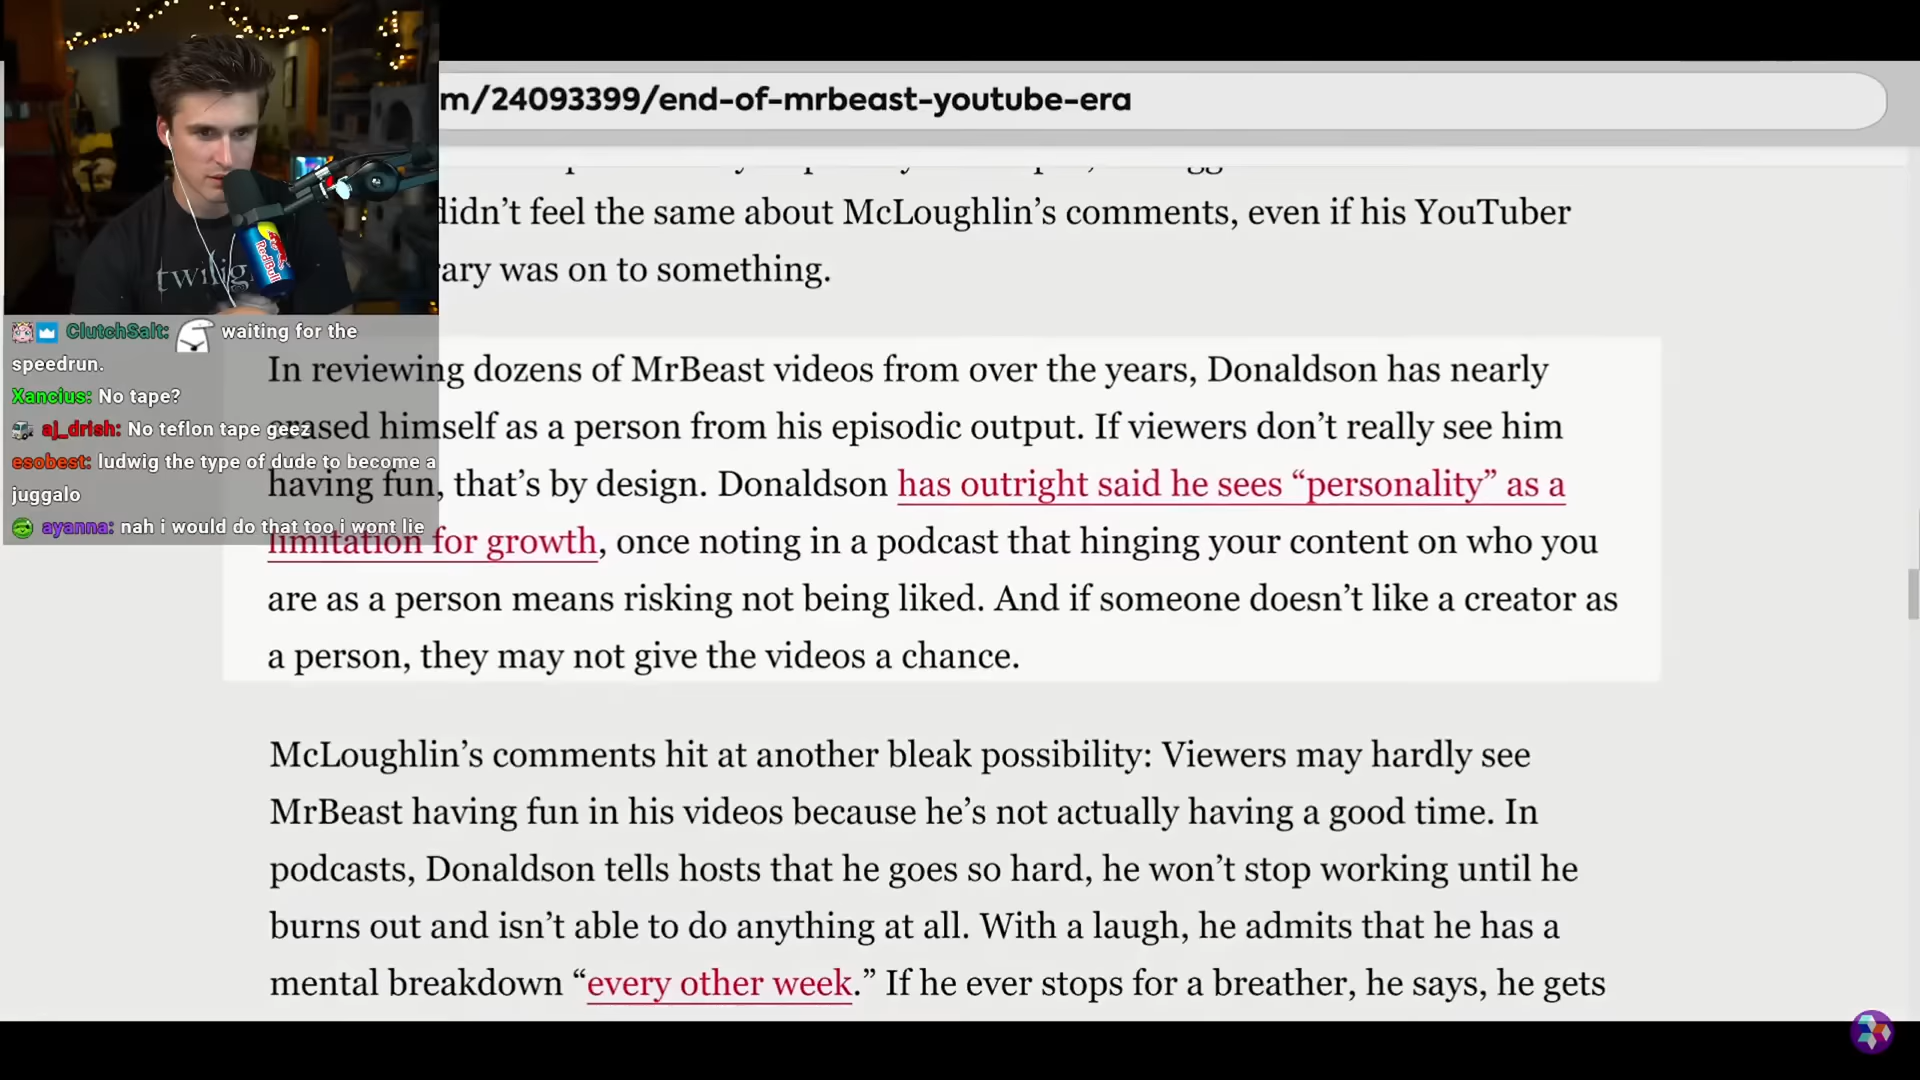 m/24093399/end-of-mrbeast-youtube-era
didn’t feel the same about McLoughlin’s comments, even if his YouTuber
rary was on to something.
twilig
RedBull
ClutchSalt: waiting for the
speedrun.
Xancius: No tape?
aj_drish: No teflon tape geez
esobest: ludwig the type of dude to become a
juggalo
ayanna: nah i would do that too i wont lie
In reviewing dozens of MrBeast videos from over the years, Donaldson has nearly
erased himself as a person from his episodic output. If viewers don’t really see him
having fun, that’s by design. Donaldson has outright said he sees “personality” as a
limitation for growth, once noting in a podcast that hinging your content on who you
are as a person means risking not being liked. And if someone doesn’t like a creator as
a person, they may not give the videos a chance.
McLoughlin’s comments hit at another bleak possibility: Viewers may hardly see
MrBeast having fun in his videos because he’s not actually having a good time. In
podcasts, Donaldson tells hosts that he goes so hard, he won’t stop working until he
burns out and isn’t able to do anything at all. With a laugh, he admits that he has a
mental breakdown “every other week.” If he ever stops for a breather, he says, he gets